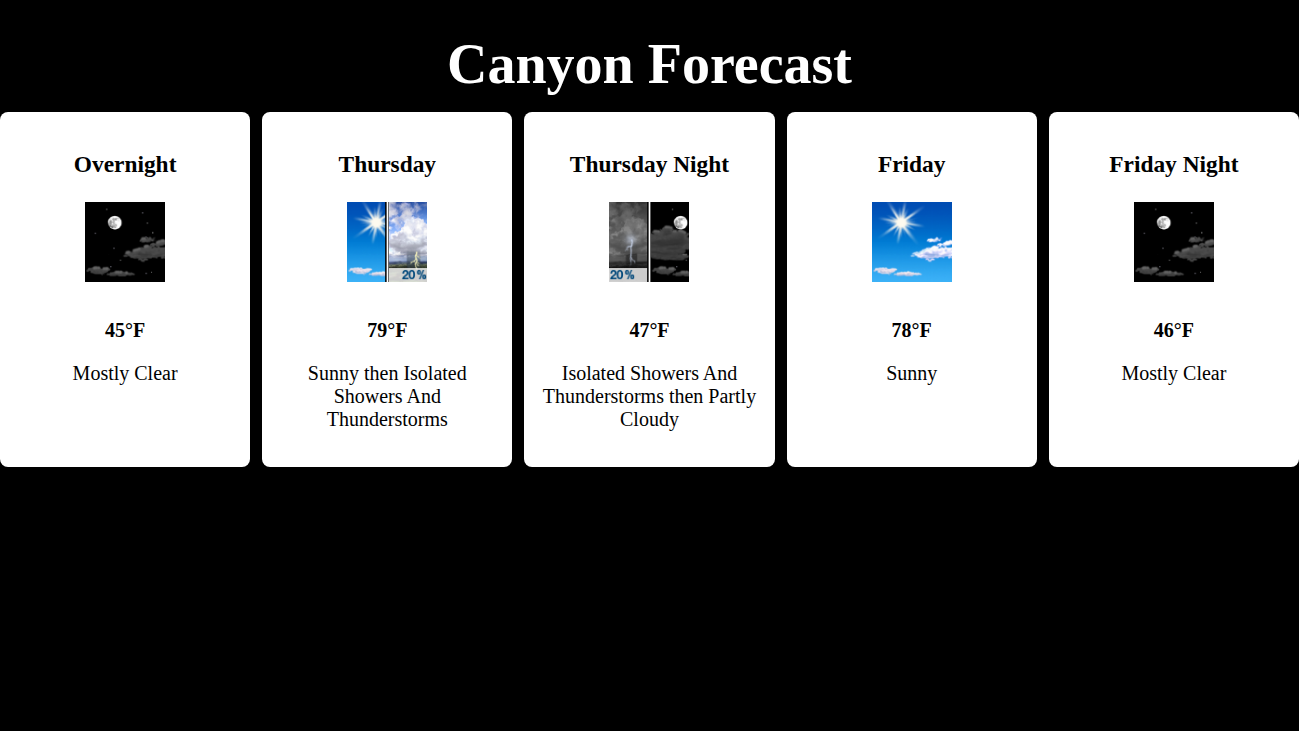 Canyon Forecast
Overnight
45°F
Mostly Clear
Thursday
20%
79°F
Sunny then Isolated
Showers And
Thunderstorms
Thursday Night
20%
47°F
Isolated Showers And
Thunderstorms then Partly
Cloudy
Friday
78°F
Sunny
Friday Night
46°F
Mostly Clear